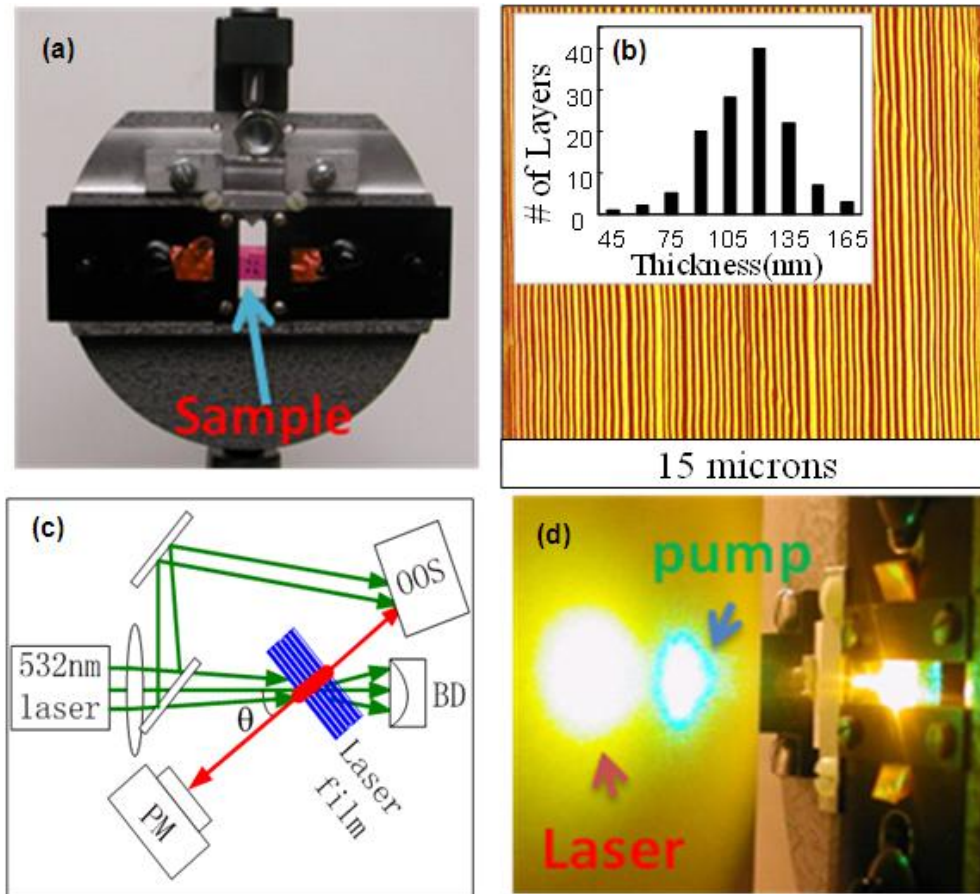 (a)
Sample
(b)
# of Layers
40
30
20
10
0
45 75 105 135 165
Thickness(nm)
15 microns
(c)
OOS
532nm
laser
θ
BD
Laser
film
PM
(d)
pump
Laser